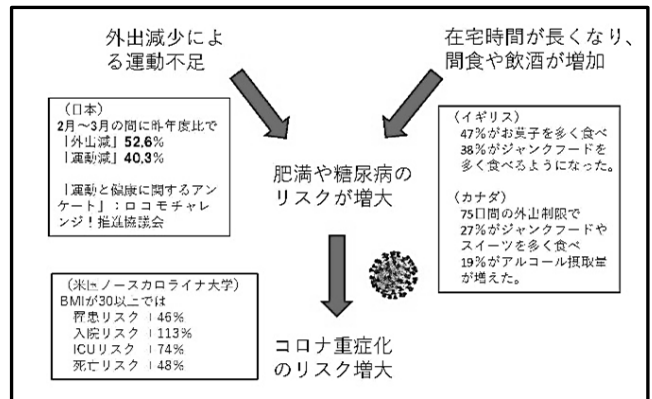 外出減少によ
る運動不足
在宅時間が長くなり、
間食や飲酒が増加
(日本)
2月~3月の間に昨年度比で
「外出減」52.6%
「運動減」40.3%
「運動と健康に関するアン
ケート」:ロコモチャレ
ンジ!推進協議会
(イギリス)
47%がお菓子を多く食べ
38%がジャンクフードを
多く食べるようになった。
(カナダ)
75日間の外出制限で
27%がジャンクフードや
スイーツを多く食べ
19%がアルコール摂取量
が増えた。
肥満や糖尿病の
リスクが増大
(米国ノースカロライナ大学)
BMIが30以上では
罹患リスク 46%
入院リスク 113%
ICUリスク 74%
死亡リスク 48%
コロナ重症化
のリスク増大